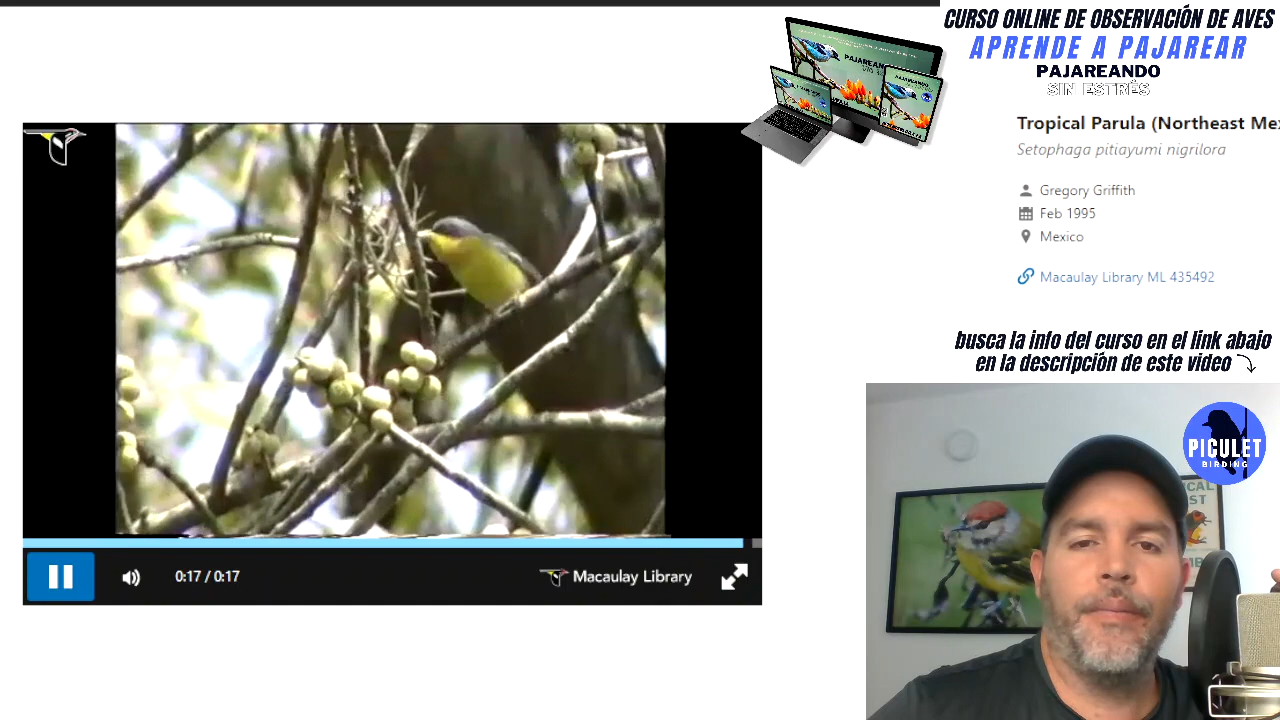 CURSO ONLINE DE OBSERVACIÓN DE AVES
APRENDE A PAJAREAR
PAJAREANDO
SIN ESTRÉS
Tropical Parula (Northeast Me
Setophaga pitiayumi nigrilora
Gregory Griffith
Feb 1995
Mexico
Macaulay Library ML 435492
busca la info del curso en el link abajo
en la descripción de este video
PICULET
BIRDING
0:17 / 0:17
Macaulay Library